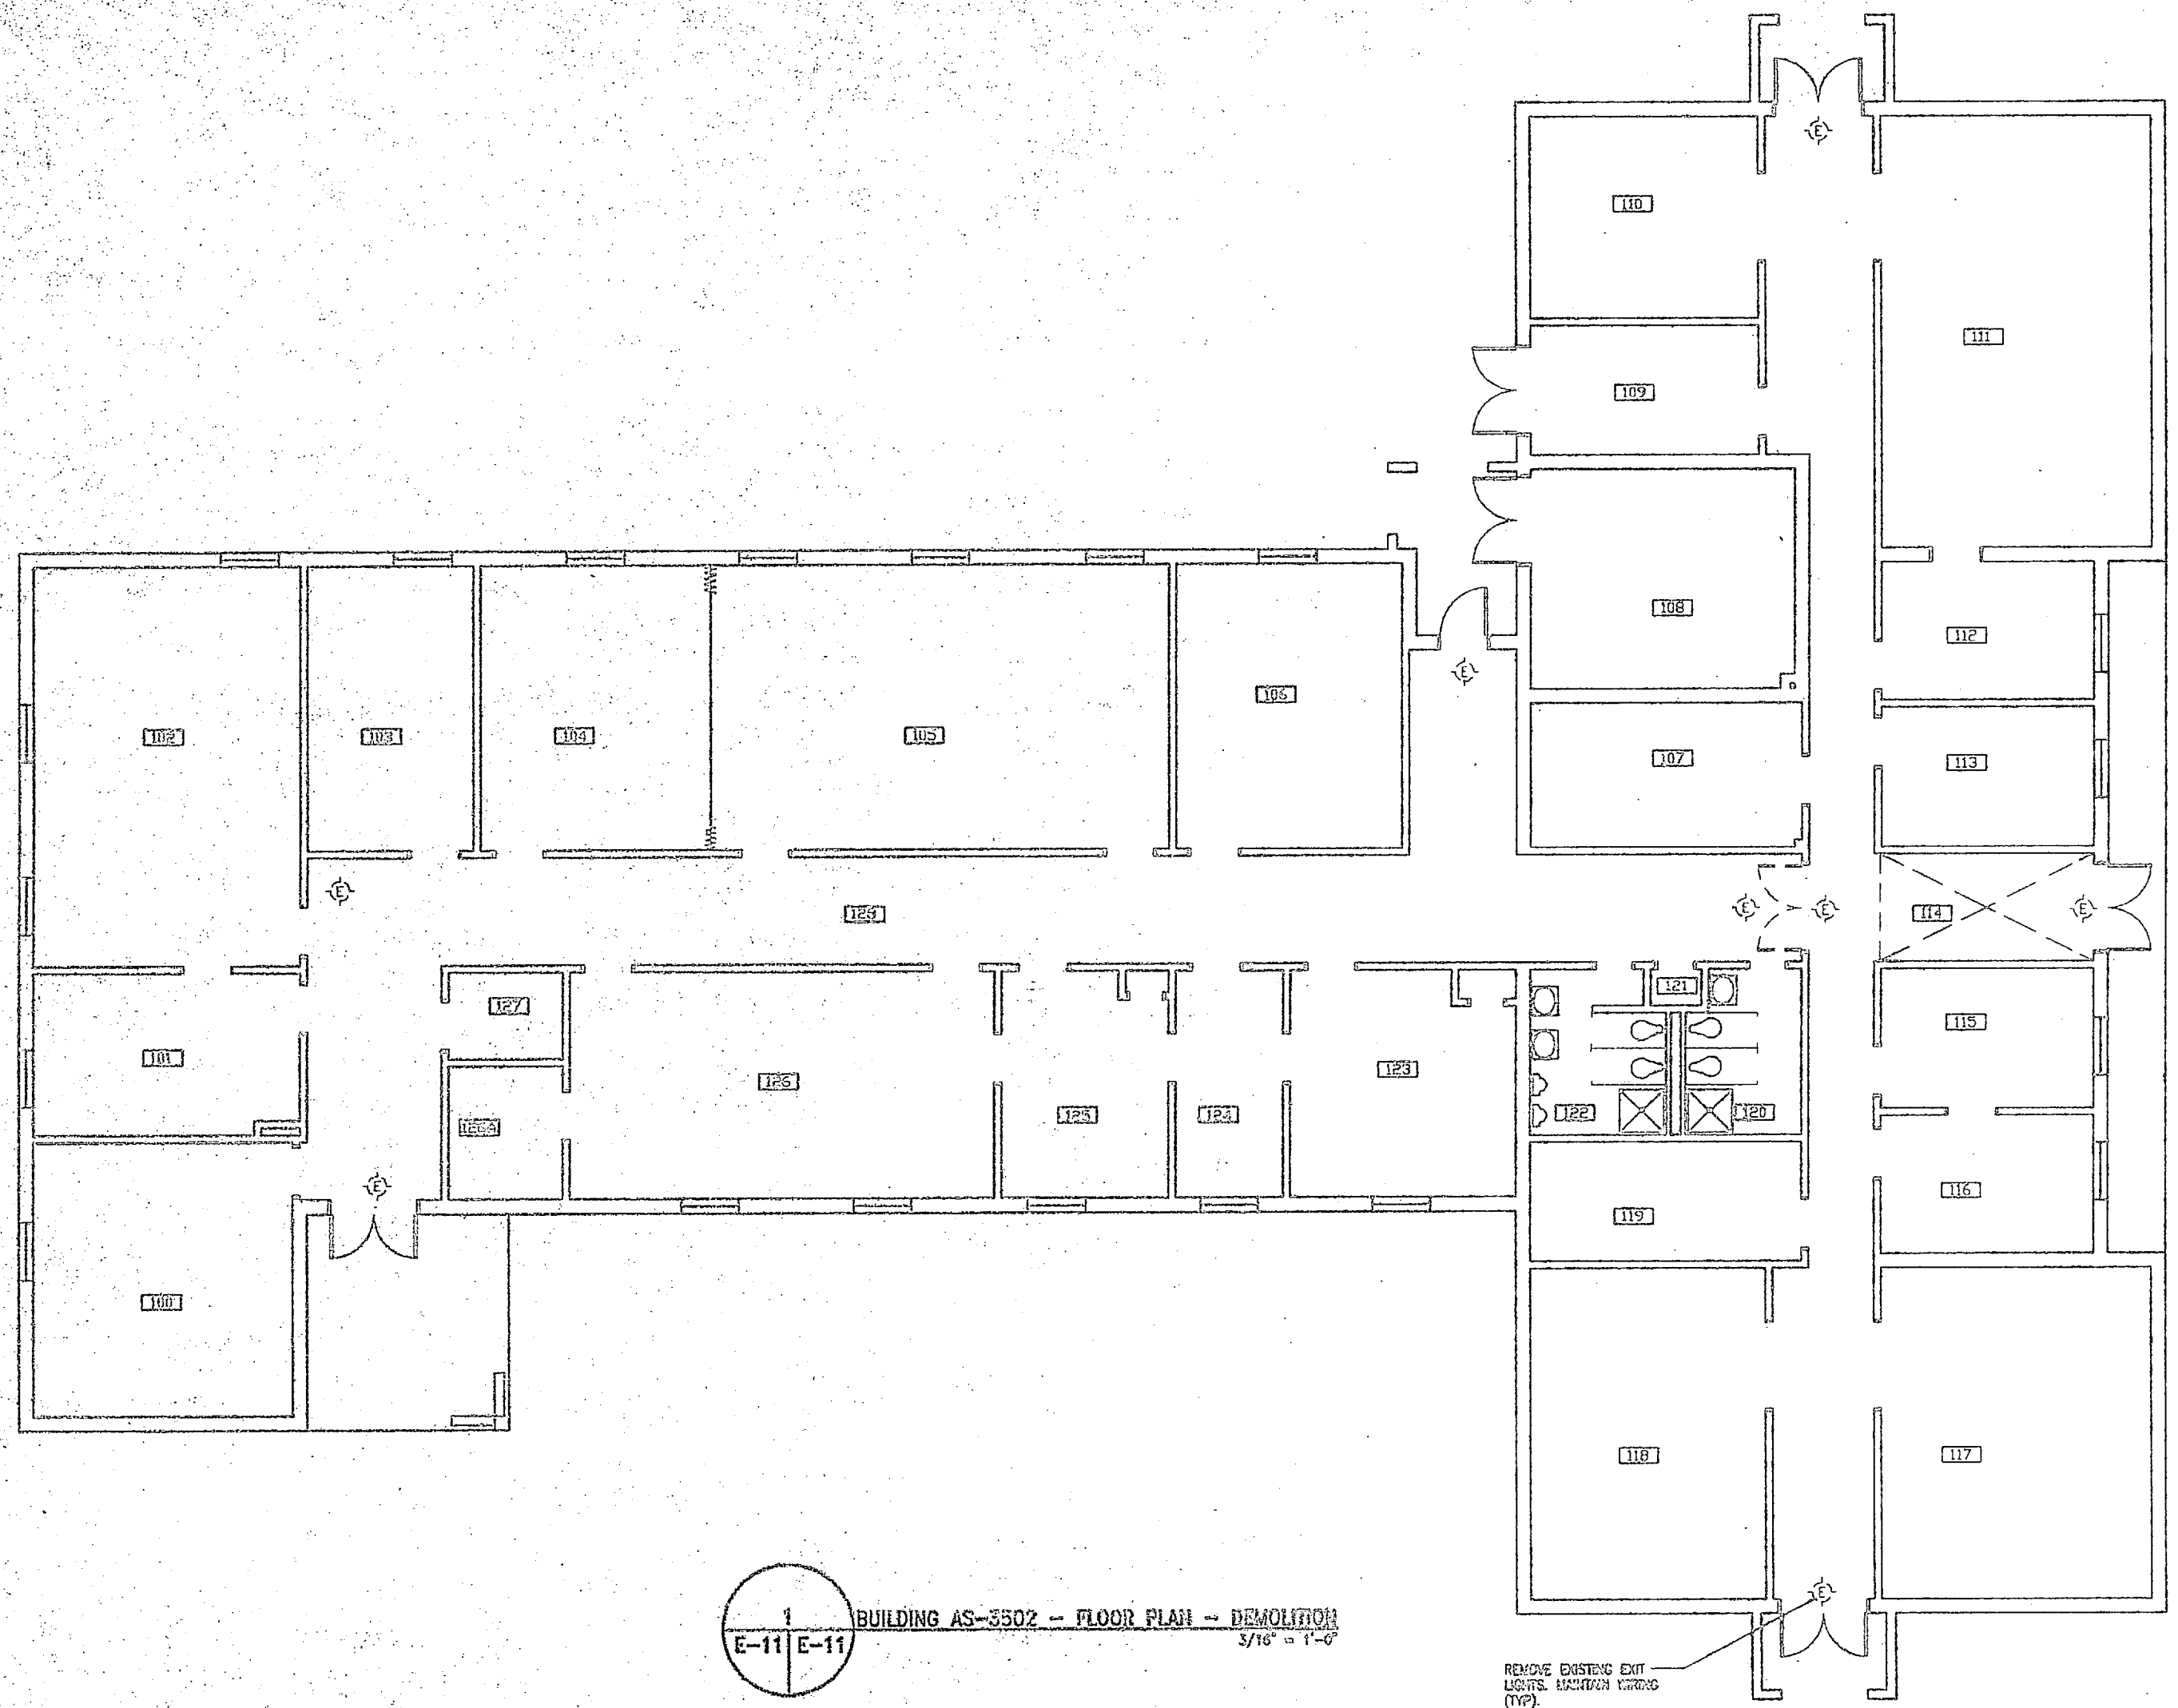 E
110
111
109
108
112
E
106
102
103
104
105
107
113
E
128
E
E
114
E
127
121
115
101
126
123
125
124
122
120
126A
E
116
119
100
118
117
E
1
BUILDING AS-3502 - FLOOR PLAN - DEMOLITION
E-11 E-11
3/16" = 1'-0"
REMOVE EXISTING EXIT
LIGHTS. MAINTAIN WIRING
(TYP).